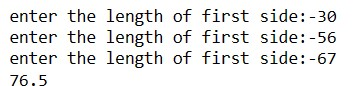 enter the length of first side:-30
enter the length of first side:-56
enter the length of first side:-67
76.5